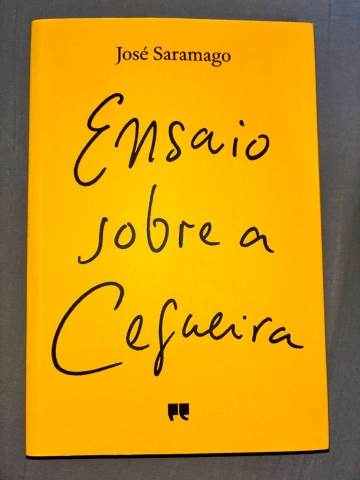 José Saramago
Ensaio
sobre a
Cegueira